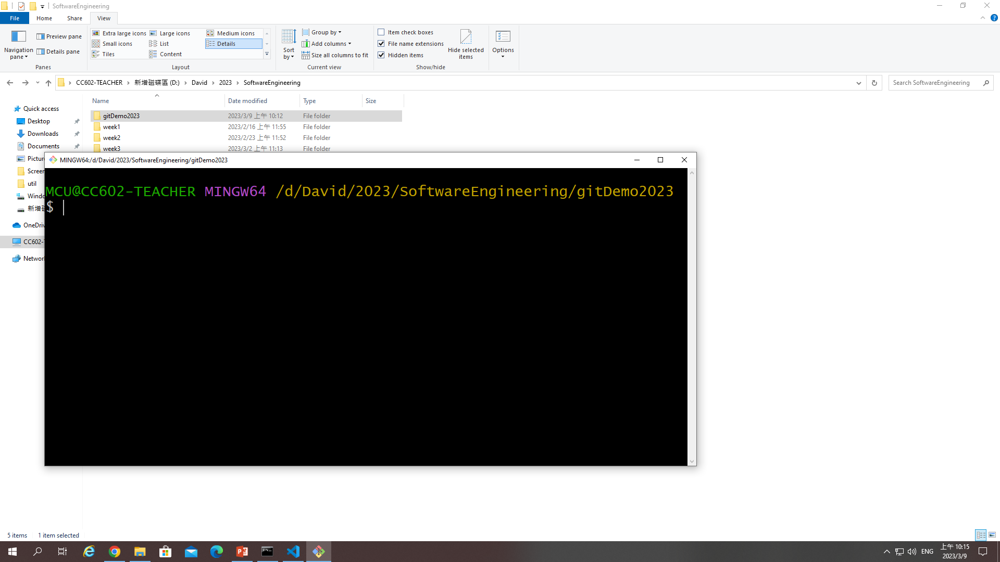 SoftwareEngineering
File Home Share View
Navigation pane
Preview pane
Details pane
Panes
Extra large icons Large icons Medium icons
Small icons List Details
Tiles Content
Layout
Sort by
Group by
Add columns
Size all columns to fit
Current view
Item check boxes
File name extensions
Hidden items
Hide selected items
Show/hide
Options
CC602-TEACHER › 新增磁碟區 (D:) › David › 2023 › SoftwareEngineering
Search SoftwareEngineering
Name Date modified Type Size
gitDemo2023 2023/3/9 上午 10:12 File folder
week1 2023/2/16 上午 11:55 File folder
week2 2023/2/23 上午 11:52 File folder
week3 2023/3/2 上午 11:13 File folder
Quick access
Desktop
Downloads
Documents
Pictur
Screer
util
Windo
新增
OneDriv
CC602-
Networ
MINGW64:/d/David/2023/SoftwareEngineering/gitDemo2023
MCU@CC602-TEACHER MINGW64 /d/David/2023/SoftwareEngineering/gitDemo2023
$
5 items 1 item selected
ENG
上午 10:15
2023/3/9